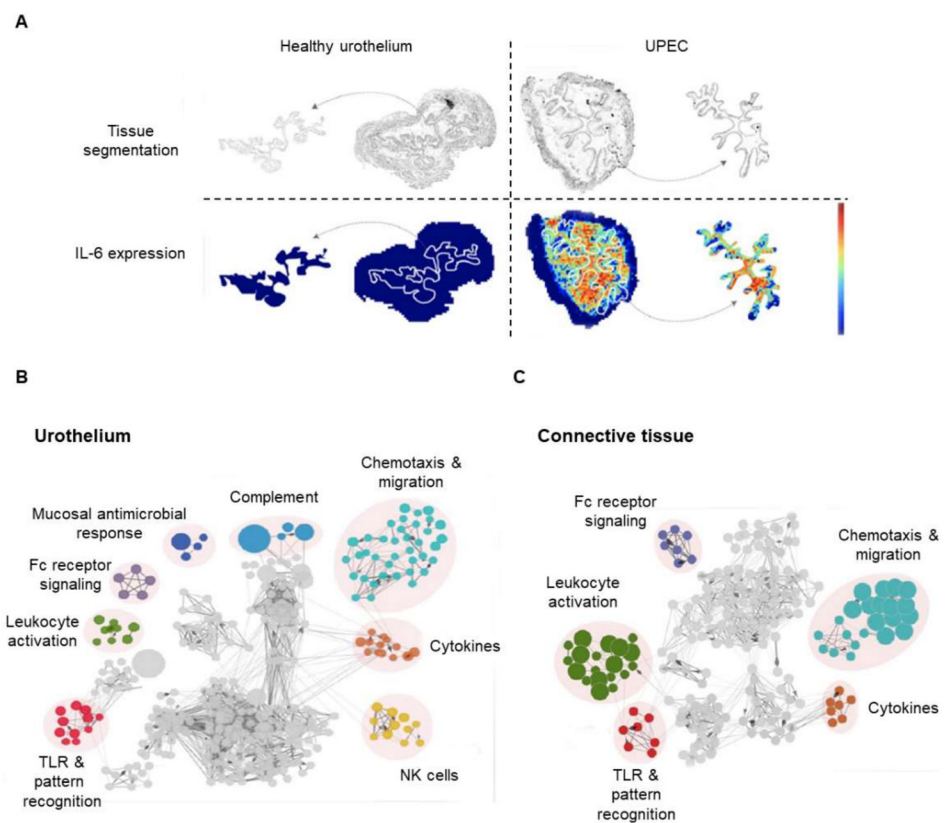 A
Healthy urothelium
UPEC
Tissue
segmentation
IL-6 expression
B
Urothelium
Mucosal antimicrobial
response
Complement
Chemotaxis &
migration
Fc receptor
signaling
Leukocyte
activation
Cytokines
TLR &
pattern
recognition
NK cells
C
Connective tissue
Fc receptor
signaling
Chemotaxis &
migration
Leukocyte
activation
Cytokines
TLR &
pattern
recognition